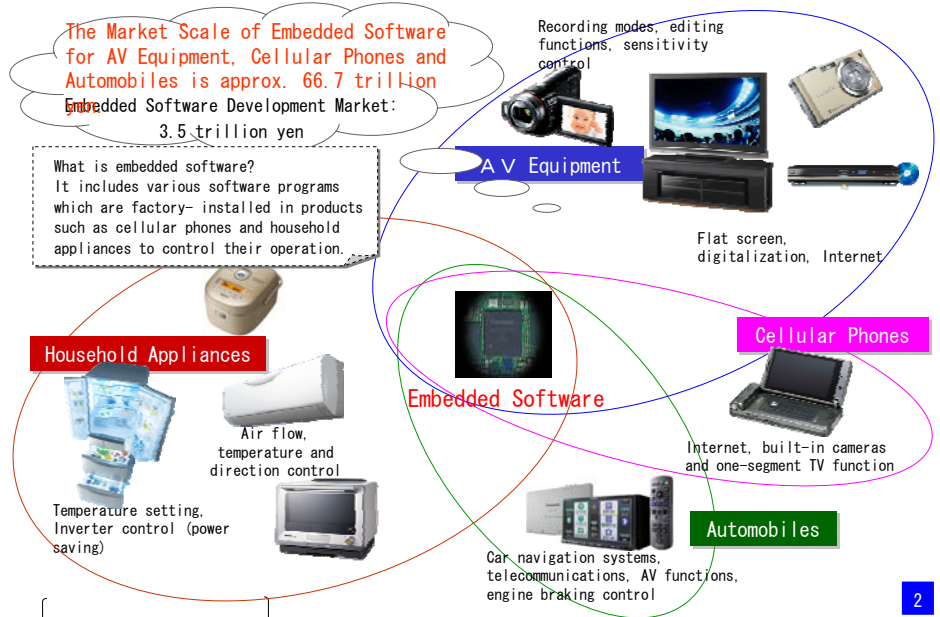 The Market Scale of Embedded Software
for AV Equipment, Cellular Phones and
Automobiles is approx. 66.7 trillion
yen.
Embedded Software Development Market:
3.5 trillion yen
What is embedded software?
It includes various software programs
which are factory- installed in products
such as cellular phones and household
appliances to control their operation.
Recording modes, editing
functions, sensitivity
control
ＡＶ Equipment
Flat screen,
digitalization, Internet
Cellular Phones
Household Appliances
Embedded Software
Air flow,
temperature and
direction control
Internet, built-in cameras
and one-segment TV function
Temperature setting,
Inverter control (power
saving)
Automobiles
Car navigation systems,
telecommunications, AV functions,
engine braking control
2